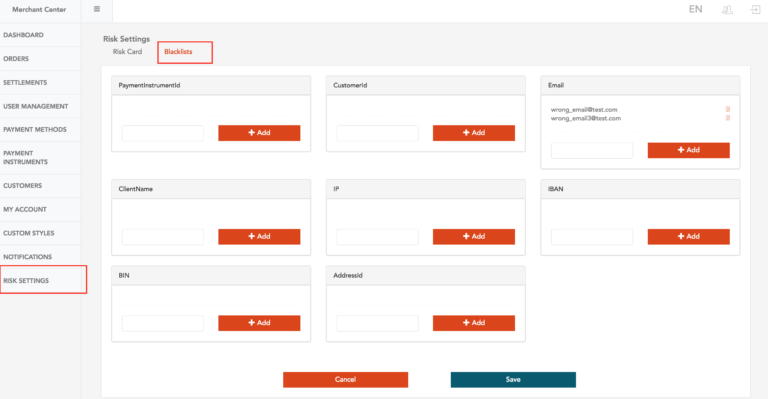 Merchant Center
EN
DASHBOARD
ORDERS
SETTLEMENTS
USER MANAGEMENT
PAYMENT METHODS
PAYMENT
INSTRUMENTS
CUSTOMERS
MY ACCOUNT
CUSTOM STYLES
NOTIFICATIONS
RISK SETTINGS
Risk Settings
Risk Card Blacklists
PaymentInstrumentId
Add
CustomerId
Add
Email
wrong_email@test.com
wrong_email3@test.com
Add
ClientName
Add
IP
Add
IBAN
Add
BIN
Add
AddressId
Add
Cancel Save